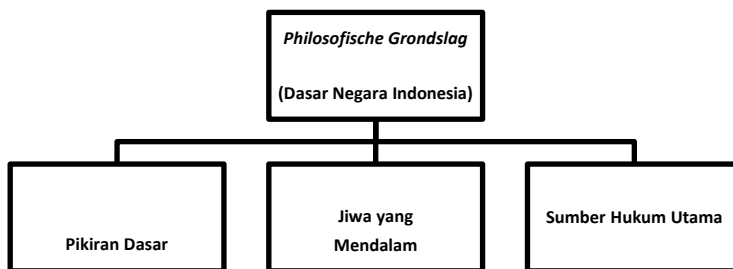 Philosofische Grondslag
(Dasar Negara Indonesia)
Pikiran Dasar
Jiwa yang
Mendalam
Sumber Hukum Utama